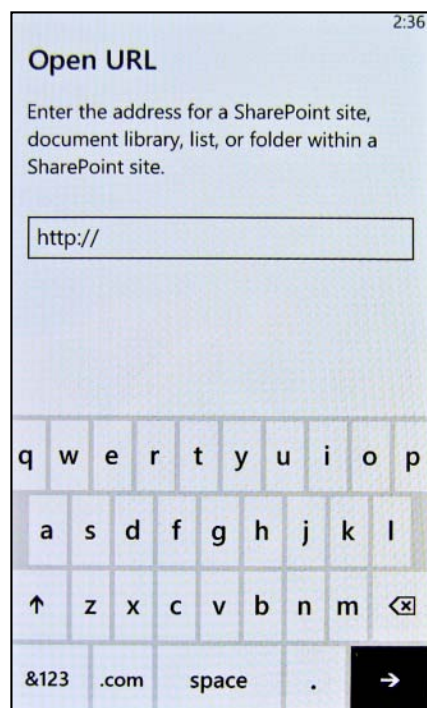 2:36
Open URL
Enter the address for a SharePoint site,
document library, list, or folder within a
SharePoint site.
http://
q w e r t y u i o p
a s d f g h j k l
↑ z x c v b n m
&123 .com space . →